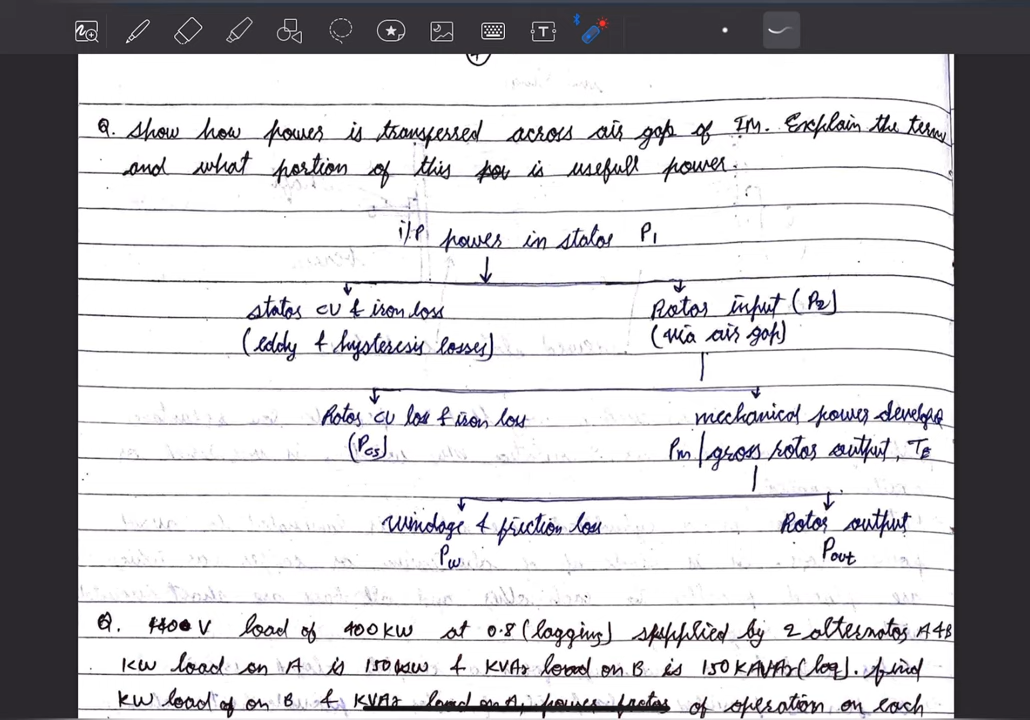 Q. show how power is transferred across air gap of IM. Explain the terms
and what portion of this is usefull power.
i/P power in stator P1
stator cu & iron loss
(eddy & hysteresis losses)
Rotor input (P2)
(via air gap)
Rotor cu loss & iron loss
(Pcs)
mechanical power develope
Pm / gross rotor output, TE
windage & friction loss
Pw
Rotor output
Pout
Q. V load of 400 KW at 0.8 (lagging) supplied by 2 alternator A & B
KW load on A is 150 kw & KVAr load on B is 150 KAVAr (lag). find
KW load of on B & KVAr load on A, power factor of operation on each